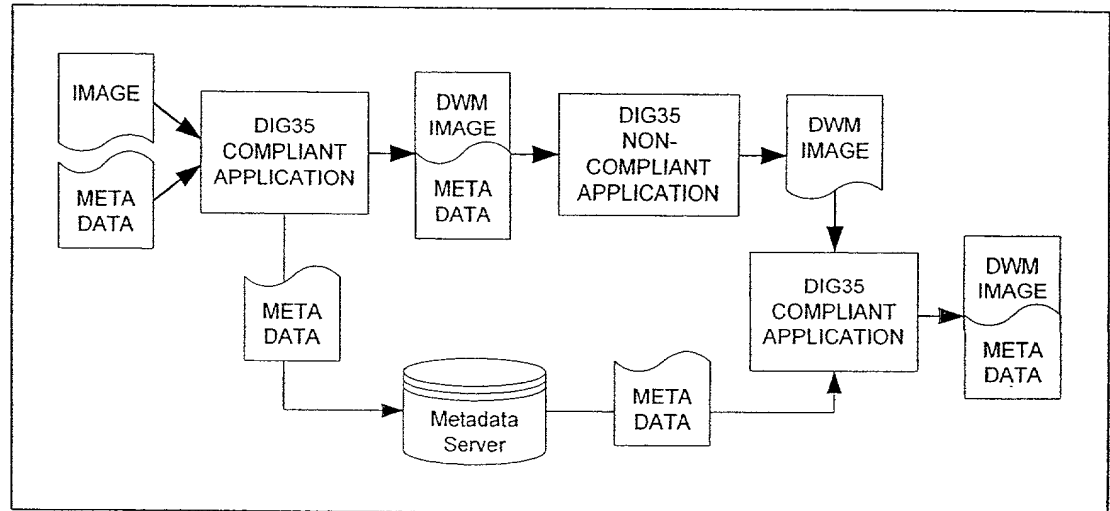 IMAGE
META
DATA
DIG35
COMPLIANT
APPLICATION
DWM
IMAGE
META
DATA
DIG35
NON-
COMPLIANT
APPLICATION
DWM
IMAGE
META
DATA
Metadata
Server
META
DATA
DIG35
COMPLIANT
APPLICATION
DWM
IMAGE
META
DATA